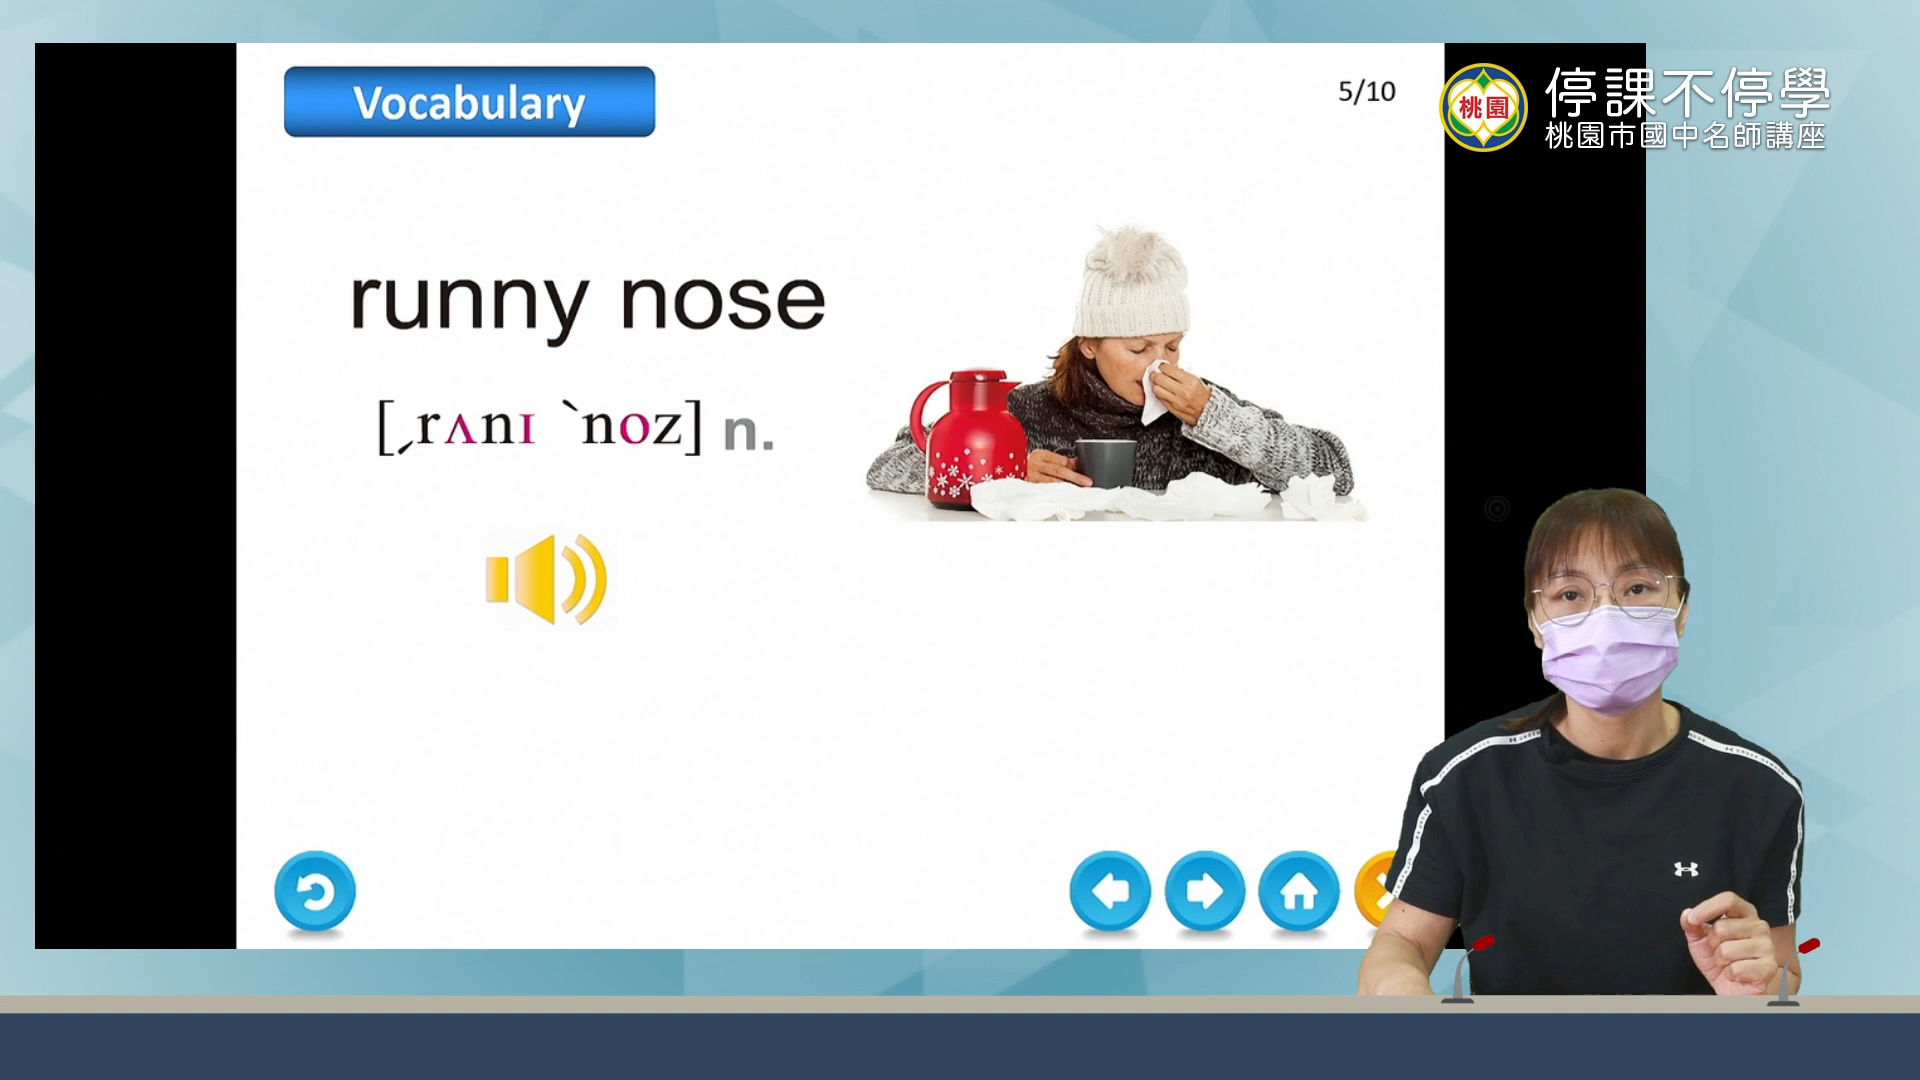 Vocabulary
5/10
桃園
停課不停學
桃園市國中名師講座
runny nose
[ˏrʌnɪ ˋnoz] n.